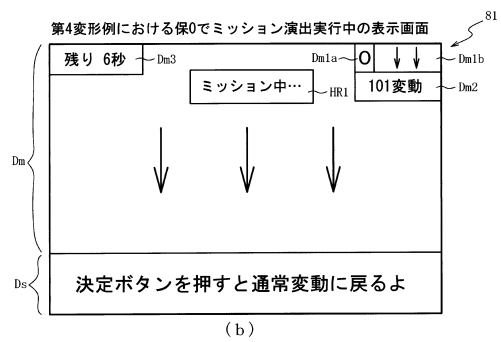 第4変形例における保0でミッション演出実行中の表示画面
81
残り 6秒
Dm3
Dm1a
0
Dm1b
ミッション中…
HR1
101変動
Dm2
Dm
Ds
決定ボタンを押すと通常変動に戻るよ
(b)